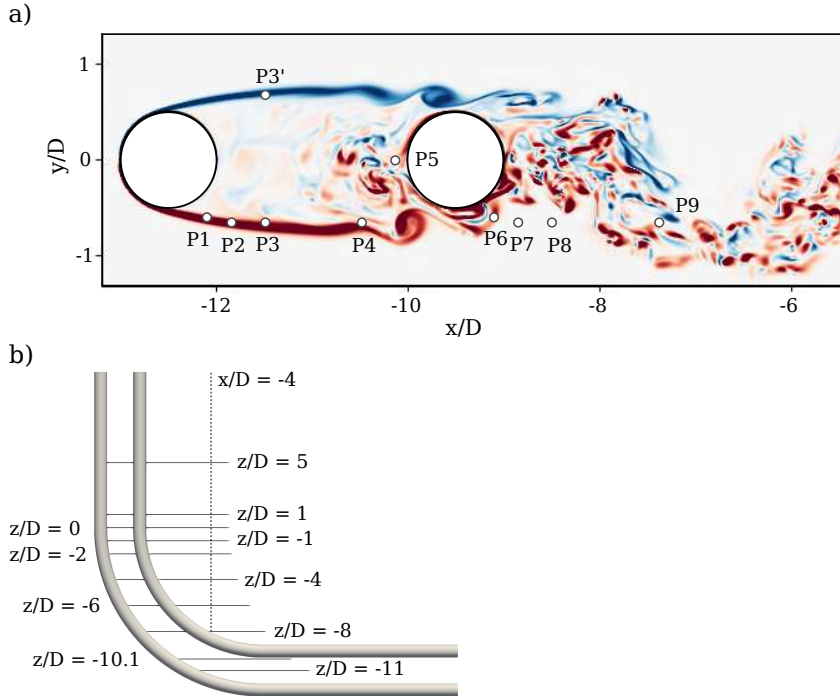 a)
1
0
-1
y/D
P3'
P5
P1
P2
P3
P4
P6
P7
P8
P9
-12
-10
-8
-6
x/D
b)
x/D = -4
z/D = 5
z/D = 1
z/D = 0
z/D = -1
z/D = -2
z/D = -4
z/D = -6
z/D = -8
z/D = -10.1
z/D = -11